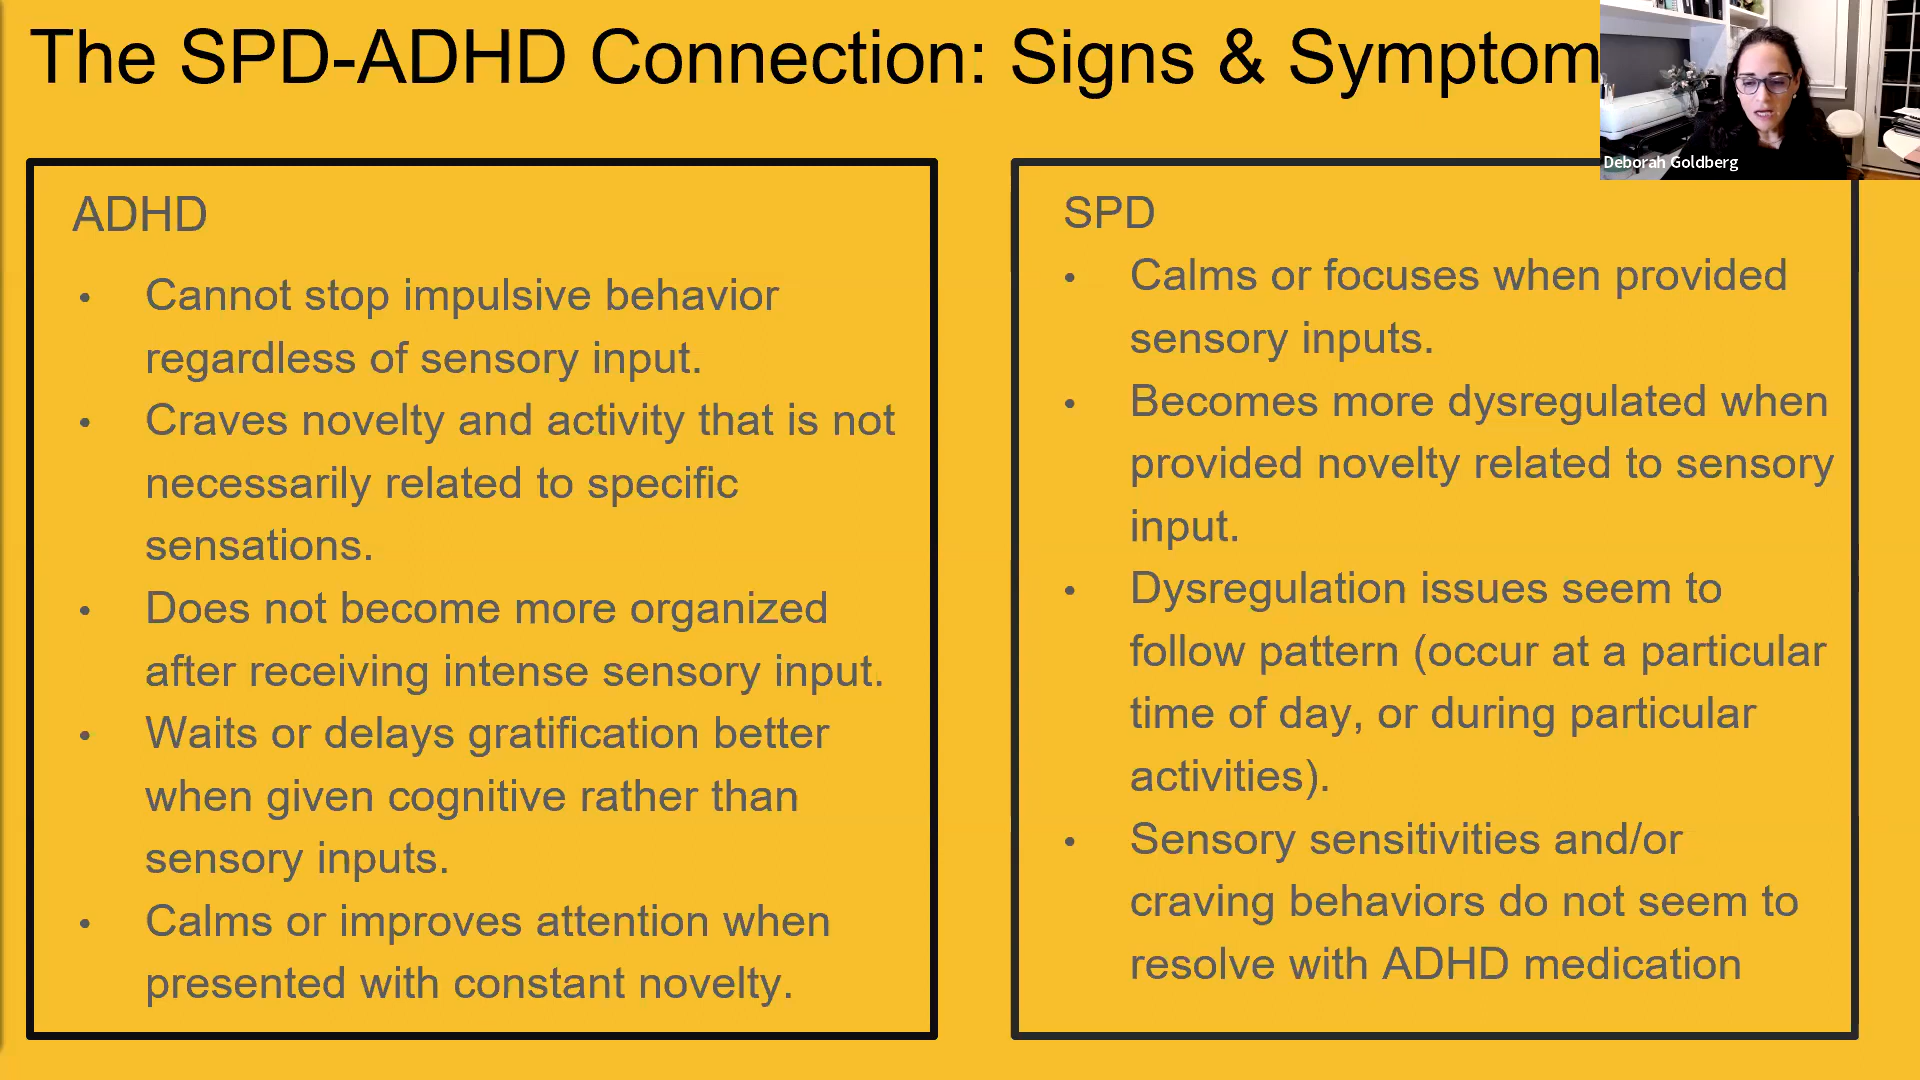 The SPD-ADHD Connection: Signs & Symptom
Deborah Goldberg
ADHD
• Cannot stop impulsive behavior
regardless of sensory input.
• Craves novelty and activity that is not
necessarily related to specific
sensations.
• Does not become more organized
after receiving intense sensory input.
• Waits or delays gratification better
when given cognitive rather than
sensory inputs.
• Calms or improves attention when
presented with constant novelty.
SPD
• Calms or focuses when provided
sensory inputs.
• Becomes more dysregulated when
provided novelty related to sensory
input.
• Dysregulation issues seem to
follow pattern (occur at a particular
time of day, or during particular
activities).
• Sensory sensitivities and/or
craving behaviors do not seem to
resolve with ADHD medication